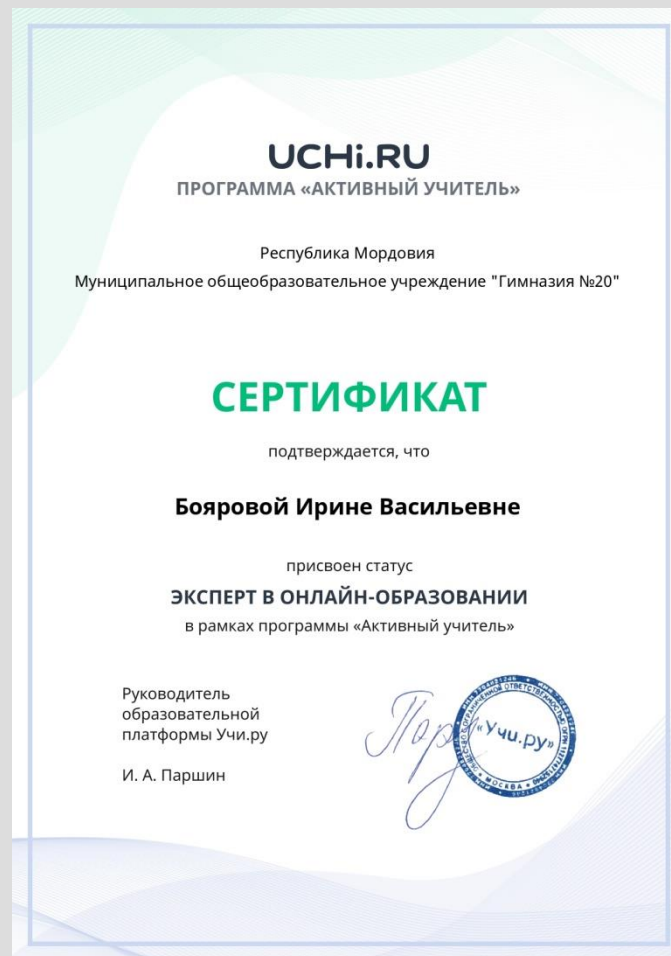 UCHi.RU
ПРОГРАММА «АКТИВНЫЙ УЧИТЕЛЬ»
Республика Мордовия
Муниципальное общеобразовательное учреждение "Гимназия №20"
СЕРТИФИКАТ
подтверждается, что
Бояровой Ирине Васильевне
присвоен статус
ЭКСПЕРТ В ОНЛАЙН-ОБРАЗОВАНИИ
в рамках программы «Активный учитель»
Руководитель
образовательной
платформы Учи.ру
И. А. Паршин
«Учи.ру»
МОСКВА